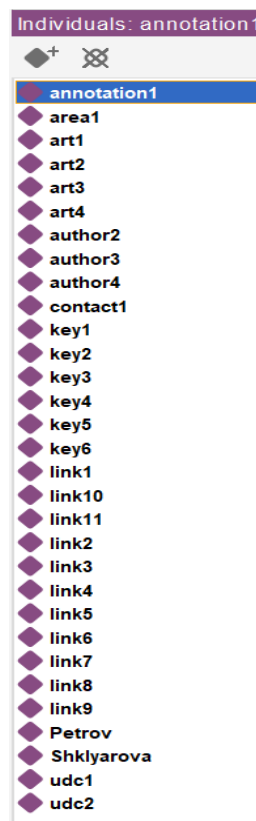 Individuals: annotation1
annotation1
area1
art1
art2
art3
art4
author2
author3
author4
contact1
key1
key2
key3
key4
key5
key6
link1
link10
link11
link2
link3
link4
link5
link6
link7
link8
link9
Petrov
Shklyarova
udc1
udc2